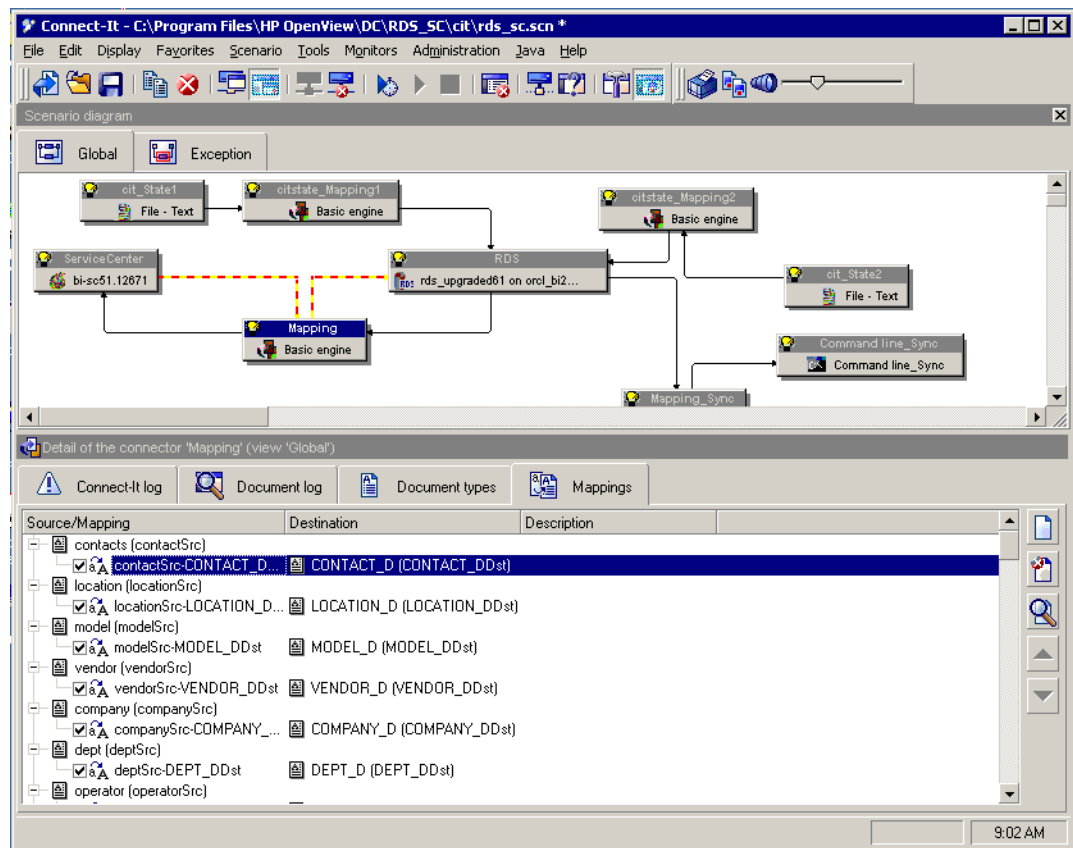 Connect-It - C:\Program Files\HP OpenView\DC\RDS_SC\cit\rds_sc.scn *
File Edit Display Favorites Scenario Tools Monitors Administration Java Help
Scenario diagram
Global Exception
cit_State1 citstate_Mapping1 citstate_Mapping2
File - Text Basic engine Basic engine
ServiceCenter RDS cit_State2
bi-sc51.12671 RDS rds_upgraded61 on orcl_bi2... File - Text
Mapping Command line_Sync
Basic engine Command line_Sync
Mapping_Sync
Detail of the connector 'Mapping' (view 'Global')
Connect-It log Document log Document types Mappings
Source/Mapping Destination Description
contacts (contactSrc)
contactSrc-CONTACT_D... CONTACT_D (CONTACT_DDst)
location (locationSrc)
locationSrc-LOCATION_D... LOCATION_D (LOCATION_DDst)
model (modelSrc)
modelSrc-MODEL_DDst MODEL_D (MODEL_DDst)
vendor (vendorSrc)
vendorSrc-VENDOR_DDst VENDOR_D (VENDOR_DDst)
company (companySrc)
companySrc-COMPANY_... COMPANY_D (COMPANY_DDst)
dept (deptSrc)
deptSrc-DEPT_DDst DEPT_D (DEPT_DDst)
operator (operatorSrc)
9:02 AM